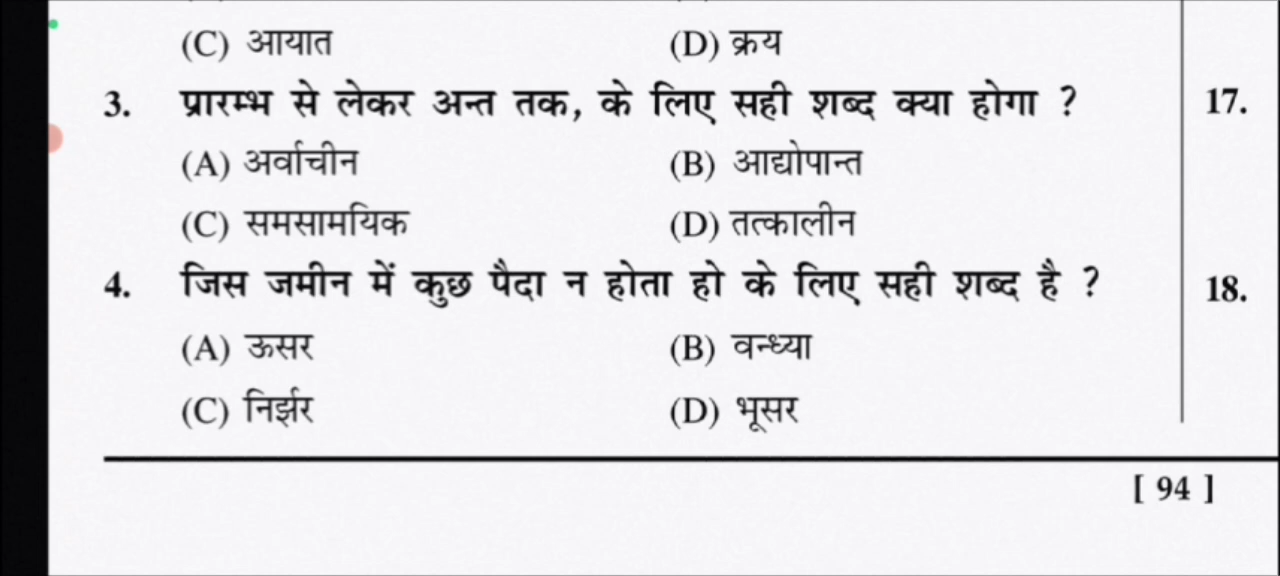 (C) आयात (D) क्रय
3. प्रारम्भ से लेकर अन्त तक, के लिए सही शब्द क्या होगा ? 17.
(A) अर्वाचीन (B) आद्योपान्त
(C) समसामयिक (D) तत्कालीन
4. जिस जमीन में कुछ पैदा न होता हो के लिए सही शब्द है ? 18.
(A) ऊसर (B) वन्ध्या
(C) निर्झर (D) भूसर
[ 94 ]